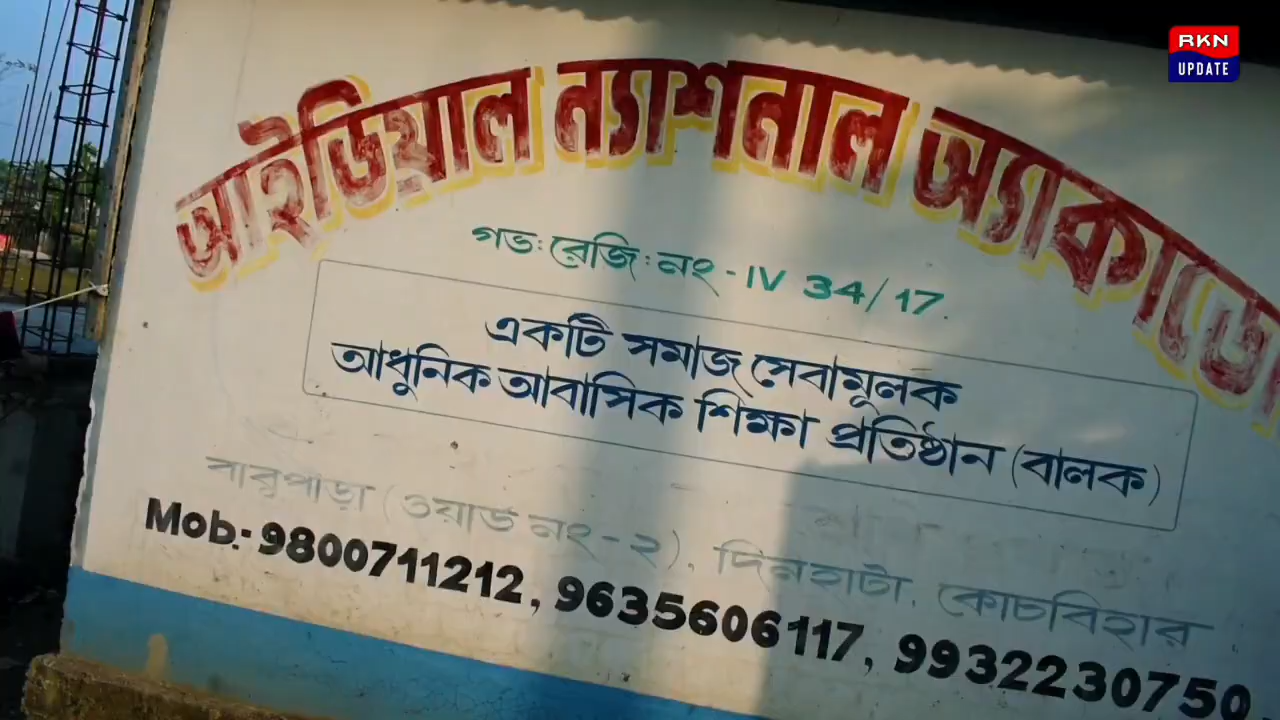 RKN
UPDATE
আইডিয়াল ন্যাশনাল অ্যাকাডে
গভঃ রেজিঃ নং - IV 34/17.
একটি সমাজ সেবামূলক
আধুনিক আবাসিক শিক্ষা প্রতিষ্ঠান (বালক)
বাবুপাড়া (ওয়ার্ড নং - ২), দিনহাটা, কোচবিহার
Mob:- 9800711212, 9635606117, 9932230750,